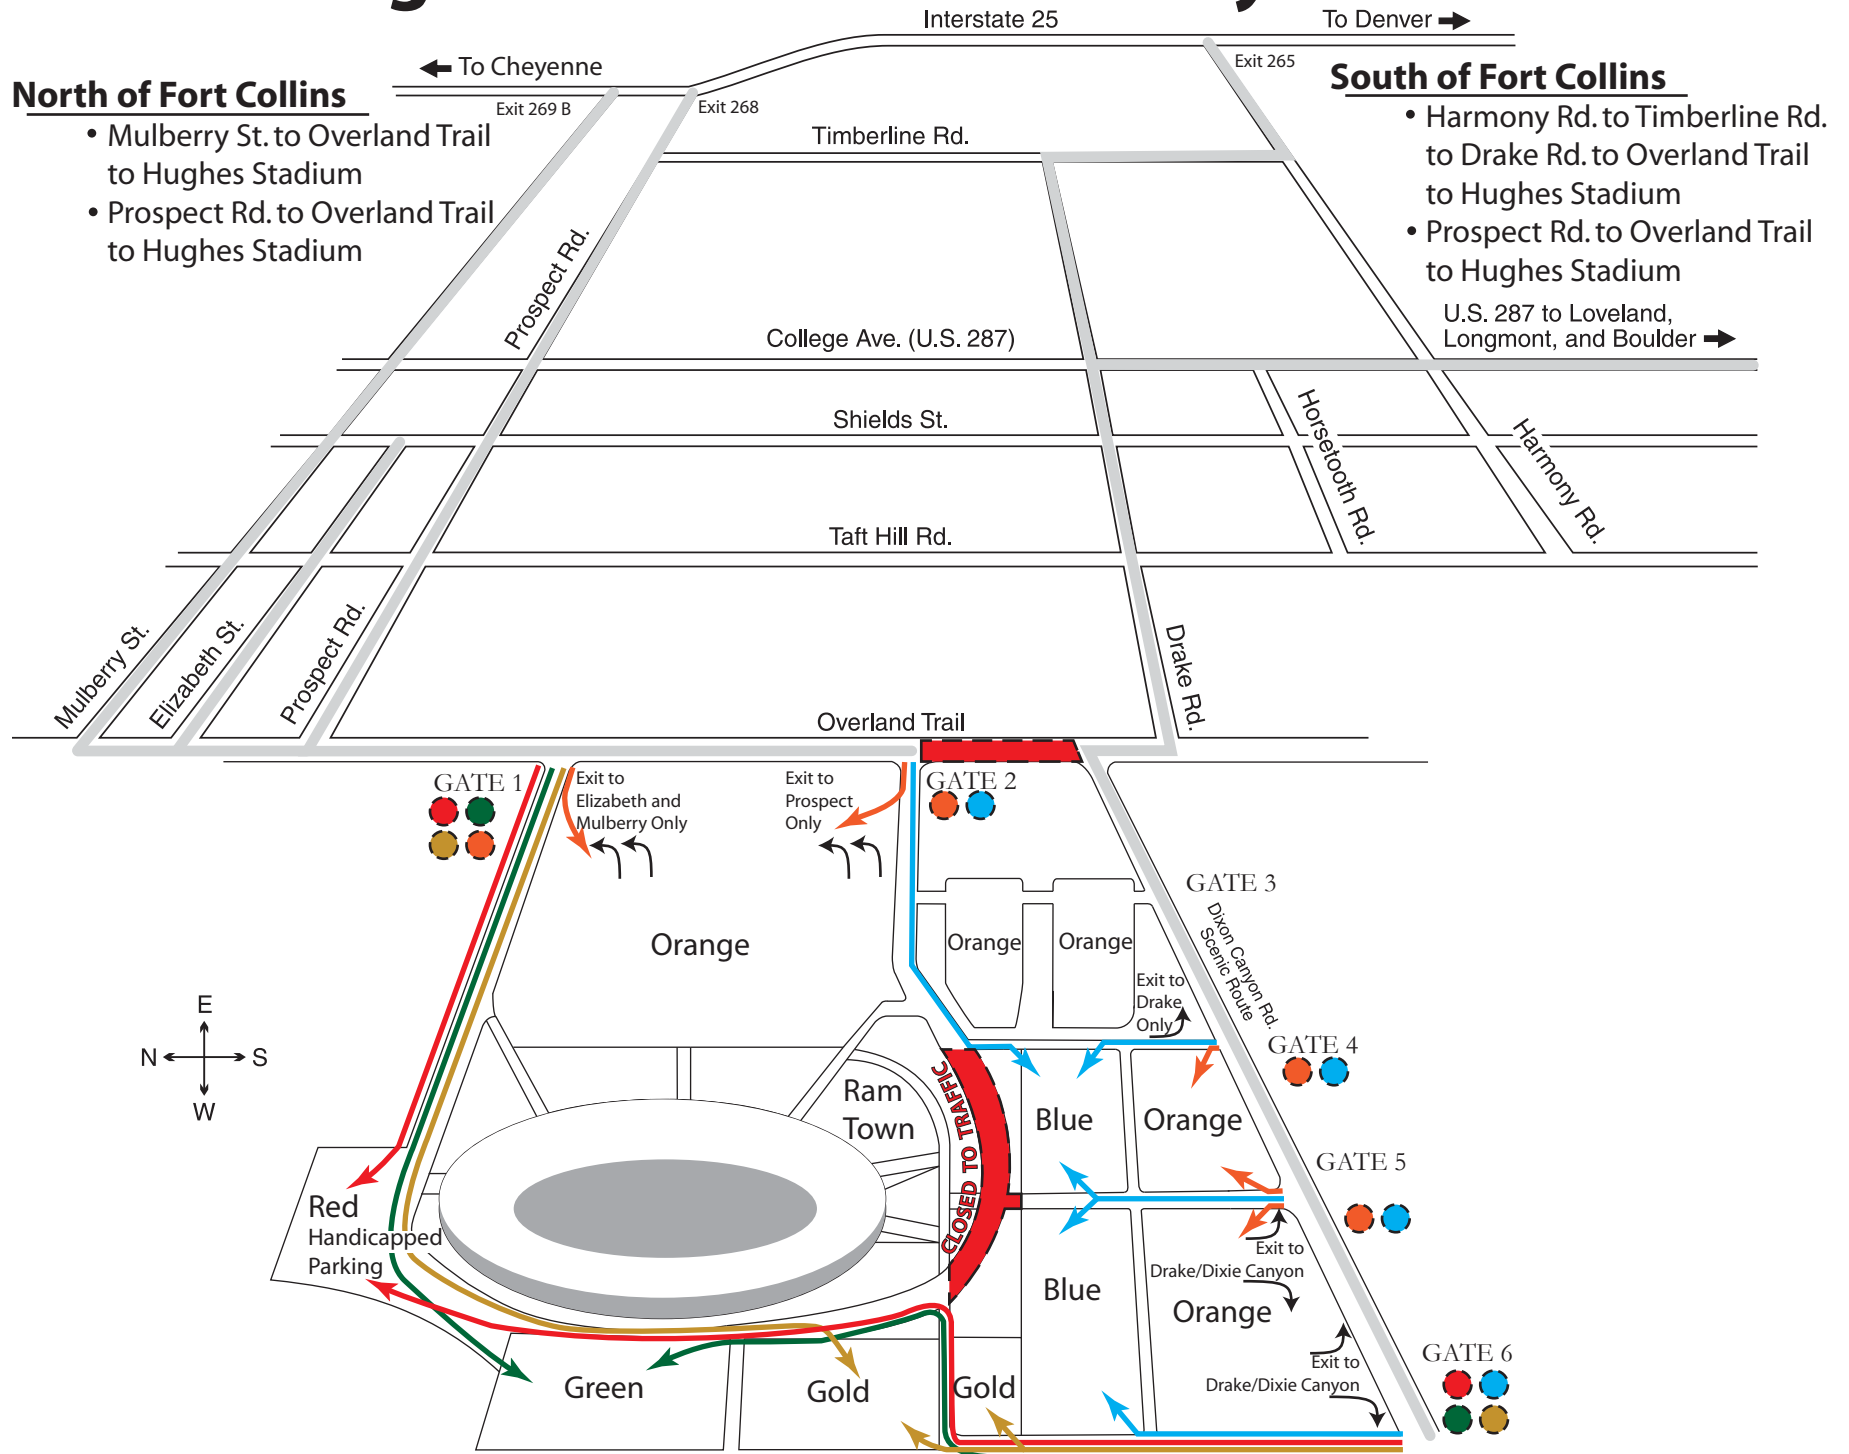 Interstate 25
To Denver
To Cheyenne
Exit 265
Exit 269 B
Exit 268
North of Fort Collins
• Mulberry St. to Overland Trail
to Hughes Stadium
• Prospect Rd. to Overland Trail
to Hughes Stadium
South of Fort Collins
• Harmony Rd. to Timberline Rd.
to Drake Rd. to Overland Trail
to Hughes Stadium
• Prospect Rd. to Overland Trail
to Hughes Stadium
Timberline Rd.
Prospect Rd.
U.S. 287 to Loveland,
Longmont, and Boulder
College Ave. (U.S. 287)
Shields St.
Horsetooth Rd.
Harmony Rd.
Taft Hill Rd.
Mulberry St.
Elizabeth St.
Prospect Rd.
Drake Rd.
Overland Trail
GATE 1
Exit to
Elizabeth and
Mulberry Only
Exit to
Prospect
Only
GATE 2
GATE 3
Dixon Canyon Rd.
Scenic Route
Orange
Orange
Orange
Exit to
Drake
Only
E
N
S
W
GATE 4
Ram
Town
CLOSED TO TRAFFIC
Blue
Orange
GATE 5
Red
Handicapped
Parking
Exit to
Drake/Dixie Canyon
Blue
Orange
GATE 6
Exit to
Drake/Dixie Canyon
Green
Gold
Gold